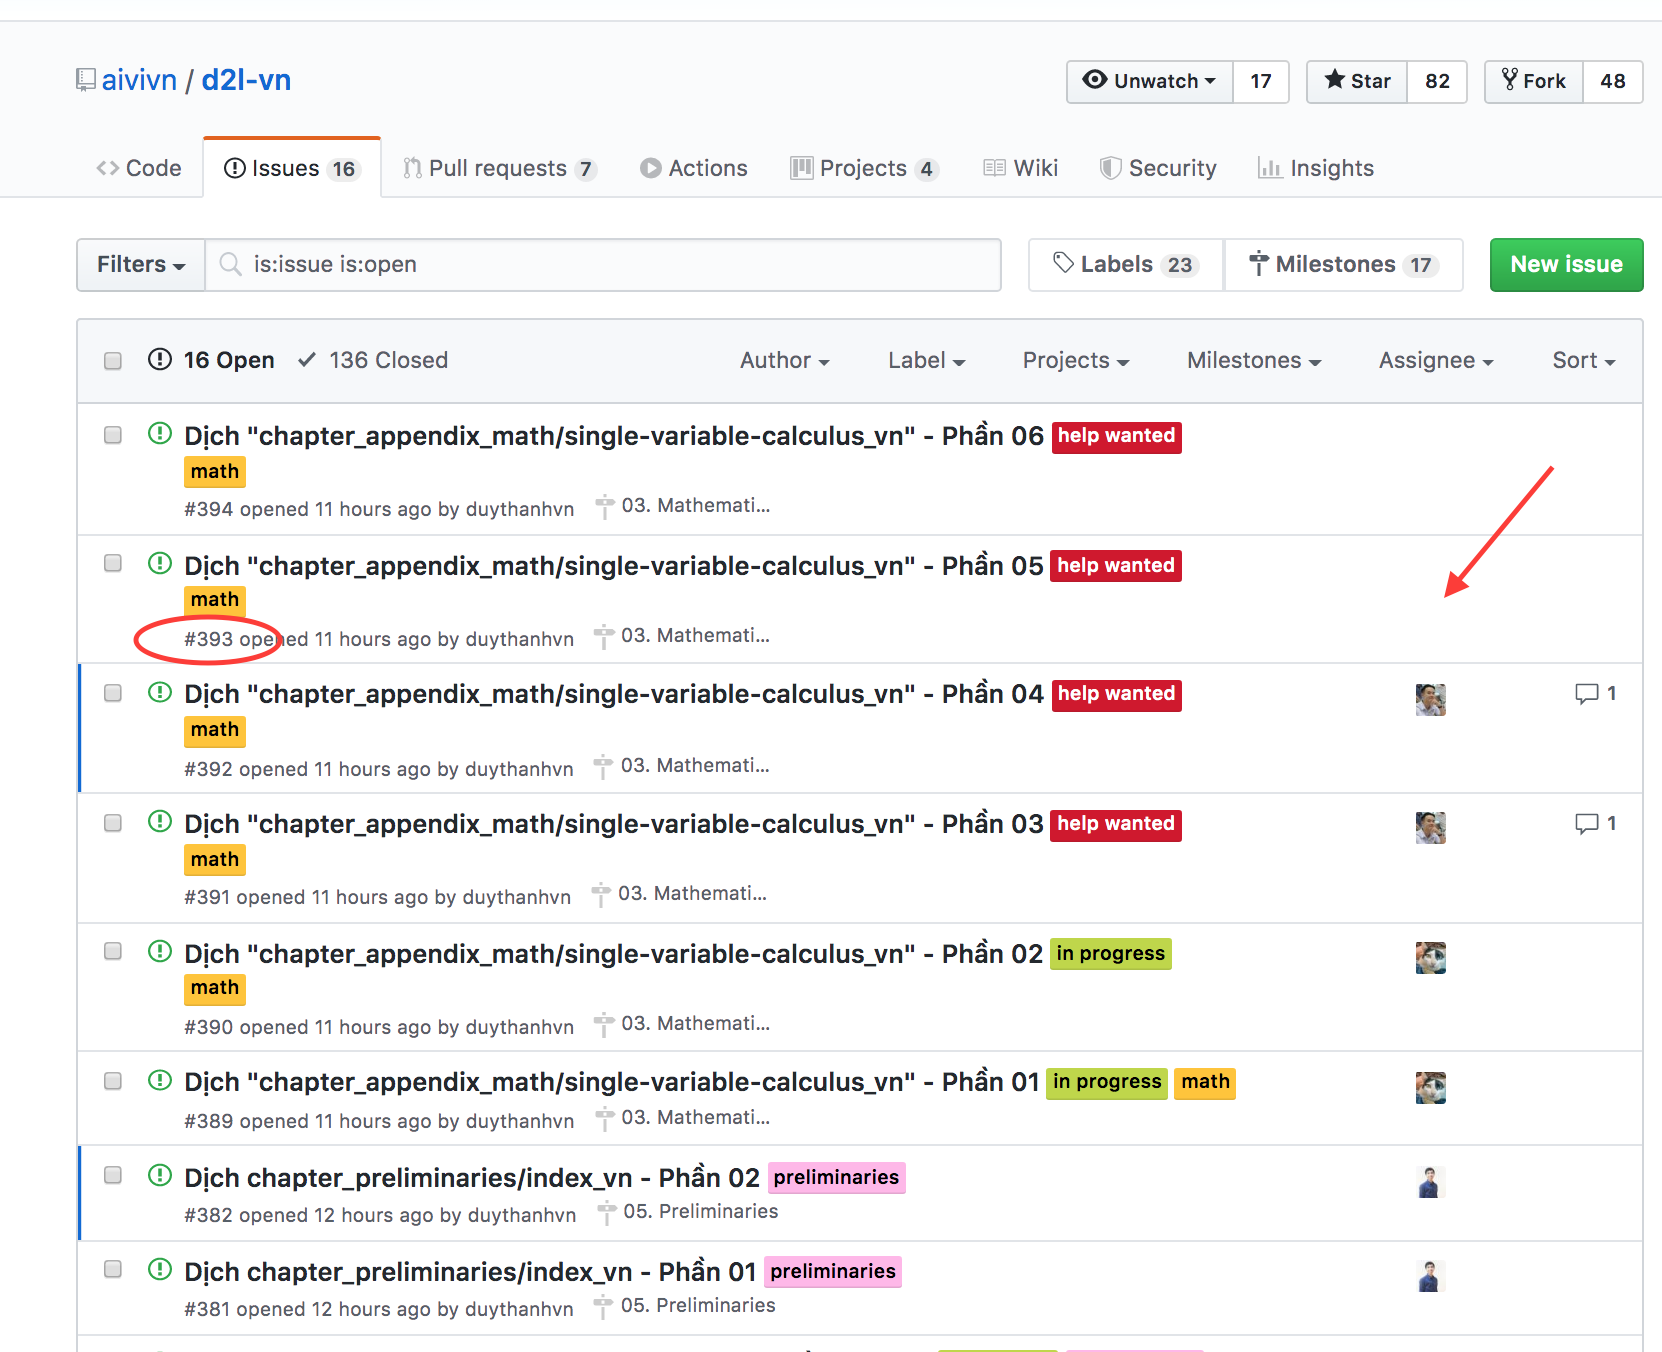 aivivn / d2l-vn
Unwatch 17 Star 82 Fork 48
Code Issues 16 Pull requests 7 Actions Projects 4 Wiki Security Insights
Filters is:issue is:open Labels 23 Milestones 17 New issue
16 Open 136 Closed Author Label Projects Milestones Assignee Sort
Dịch "chapter_appendix_math/single-variable-calculus_vn" - Phần 06 help wanted
math
#394 opened 11 hours ago by duythanhvn 03. Mathemati...
Dịch "chapter_appendix_math/single-variable-calculus_vn" - Phần 05 help wanted
math
#393 opened 11 hours ago by duythanhvn 03. Mathemati...
Dịch "chapter_appendix_math/single-variable-calculus_vn" - Phần 04 help wanted 1
math
#392 opened 11 hours ago by duythanhvn 03. Mathemati...
Dịch "chapter_appendix_math/single-variable-calculus_vn" - Phần 03 help wanted 1
math
#391 opened 11 hours ago by duythanhvn 03. Mathemati...
Dịch "chapter_appendix_math/single-variable-calculus_vn" - Phần 02 in progress
math
#390 opened 11 hours ago by duythanhvn 03. Mathemati...
Dịch "chapter_appendix_math/single-variable-calculus_vn" - Phần 01 in progress math
#389 opened 11 hours ago by duythanhvn 03. Mathemati...
Dịch chapter_preliminaries/index_vn - Phần 02 preliminaries
#382 opened 12 hours ago by duythanhvn 05. Preliminaries
Dịch chapter_preliminaries/index_vn - Phần 01 preliminaries
#381 opened 12 hours ago by duythanhvn 05. Preliminaries